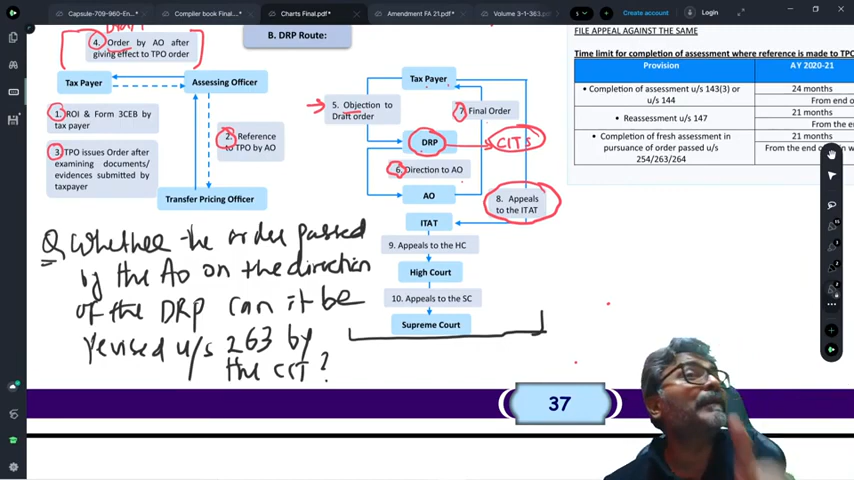 Capsule-709-960-En...*
Compiler book Final....*
Charts Final.pdf*
Amendment FA 21.pdf*
Volume 3-1-363.
Create account
Login
4. Order by AO after
giving effect to TPO order
B. DRP Route:
Tax Payer
Assessing Officer
1. ROI & Form 3CEB by
tax payer
2. Reference
to TPO by AO
3. TPO issues Order after
examining documents/
evidences submitted by
taxpayer
Transfer Pricing Officer
Tax Payer
5. Objection to
Draft order
7. Final Order
DRP
CITs
6. Direction to AO
AO
8. Appeals
to the ITAT
ITAT
9. Appeals to the HC
High Court
10. Appeals to the SC
Supreme Court
FILE APPEAL AGAINST THE SAME
Time limit for completion of assessment where reference is made to TPO
Provision
AY 2020-21
• Completion of assessment u/s 143(3) or
u/s 144
24 months
From end o
• Reassessment u/s 147
21 months
From the e
• Completion of fresh assessment in
pursuance of order passed u/s
254/263/264
21 months
From the end o
Q Whether the order passed
by the AO on the direction
of the DRP can it be
revised u/s 263 by
the CIT?
37